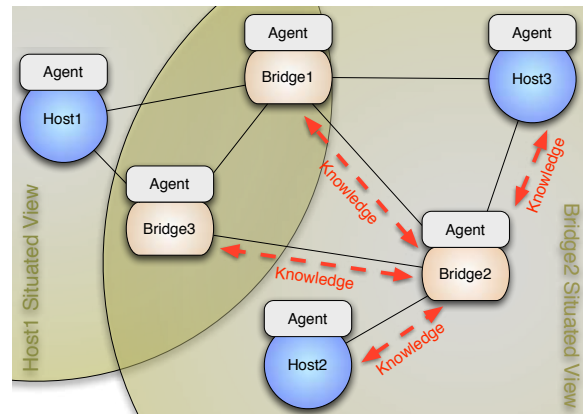 Agent
Bridge1
Agent
Host3
Agent
Host1
Knowledge
Knowledge
Agent
Bridge3
Agent
Bridge2
Knowledge
Agent
Host2
Knowledge
Host1 Situated View
Bridge2 Situated View